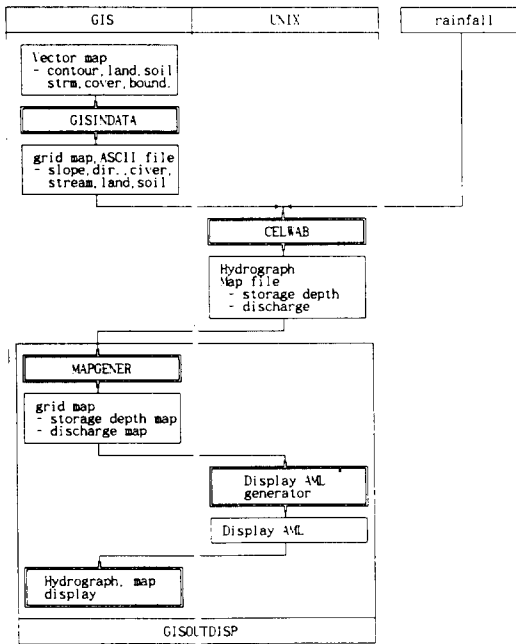 GIS
UNIX
rainfall
Vector map
- contour, land, soil
strm, cover, bound.
GISINDATA
grid map, ASCII file
- slope, dir., civer,
stream, land, soil
CELWAB
Hydrograph
Map file
- storage depth
- discharge
MAPGENER
grid map
- storage depth map
- discharge map
Display AML
generator
Display AML
Hydrograph, map
display
GISOUTDISP